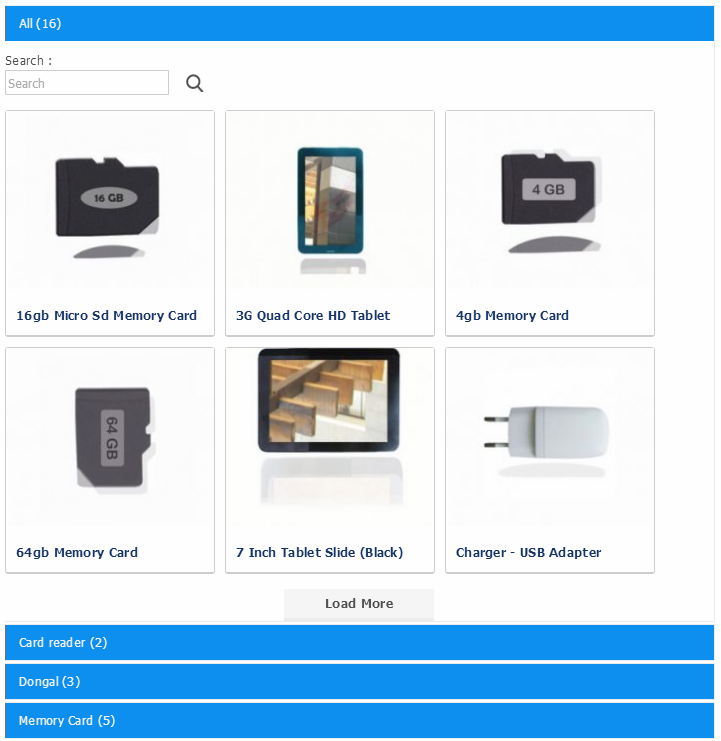 All (16)
Search :
Search
16 GB
4 GB
16gb Micro Sd Memory Card
3G Quad Core HD Tablet
4gb Memory Card
64 GB
64gb Memory Card
7 Inch Tablet Slide (Black)
Charger - USB Adapter
Load More
Card reader (2)
Dongal (3)
Memory Card (5)